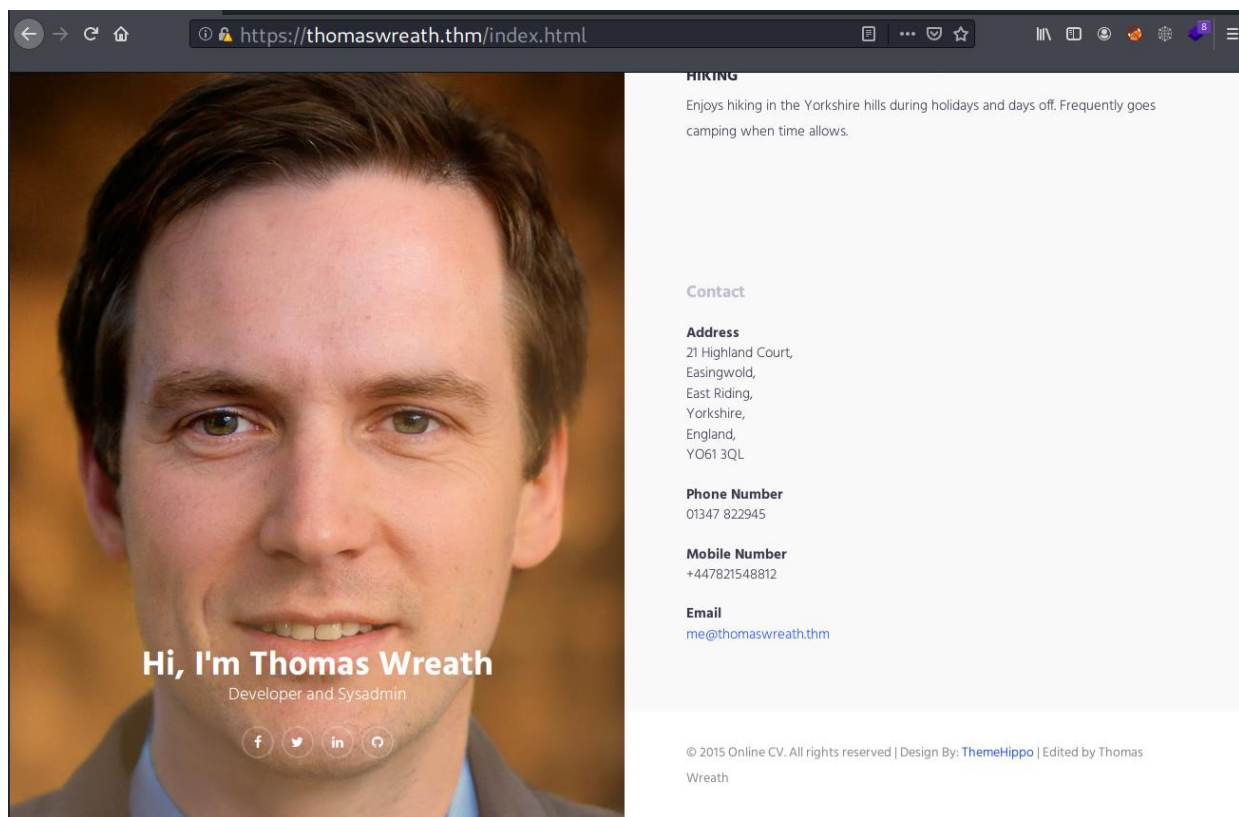 https://thomaswreath.thm/index.html
8
HIKING
Enjoys hiking in the Yorkshire hills during holidays and days off. Frequently goes
camping when time allows.
Contact
Address
21 Highland Court,
Easingwold,
East Riding,
Yorkshire,
England,
YO61 3QL
Phone Number
01347 822945
Mobile Number
+447821548812
Email
me@thomaswreath.thm
Hi, I'm Thomas Wreath
Developer and Sysadmin
© 2015 Online CV. All rights reserved | Design By: ThemeHippo | Edited by Thomas
Wreath